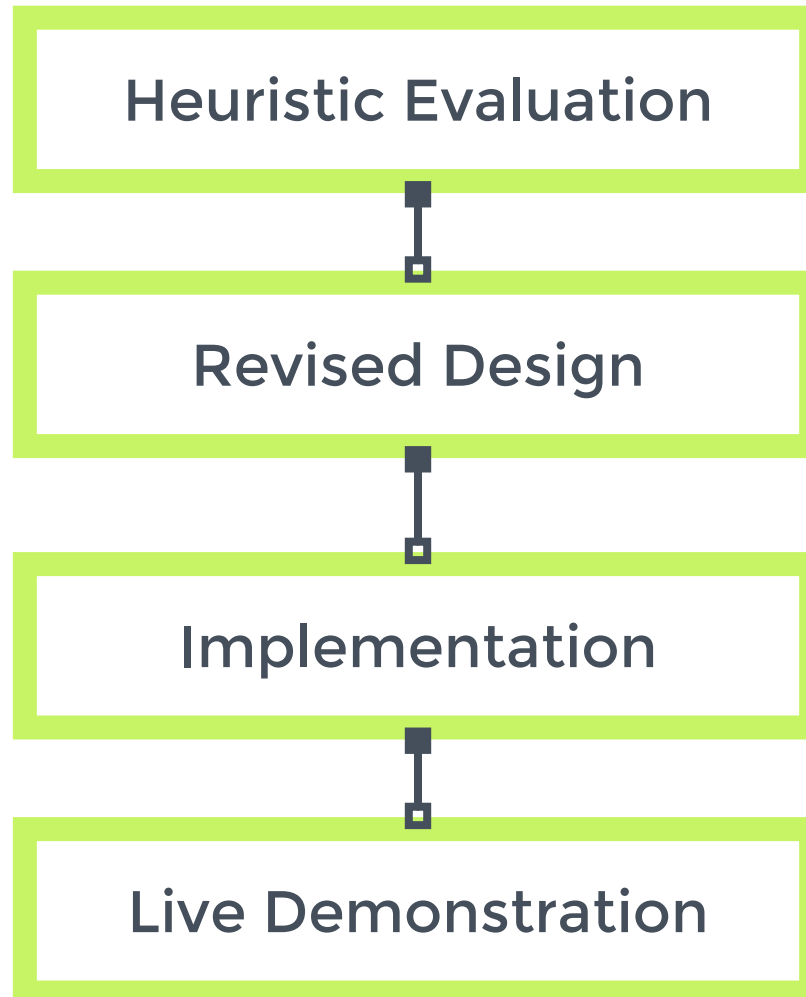 Heuristic Evaluation
Revised Design
Implementation
Live Demonstration